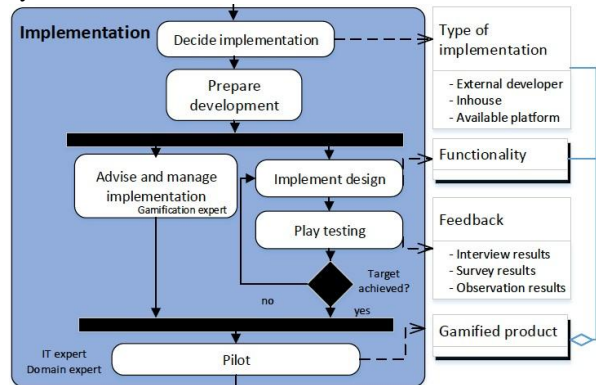 Implementation
Decide implementation
Prepare
development
Advise and manage
implementation
Gamification expert
Implement design
Play testing
Target
achieved?
no
yes
IT expert
Domain expert
Pilot
Type of
implementation
- External developer
- Inhouse
- Available platform
Functionality
Feedback
- Interview results
- Survey results
- Observation results
Gamified product